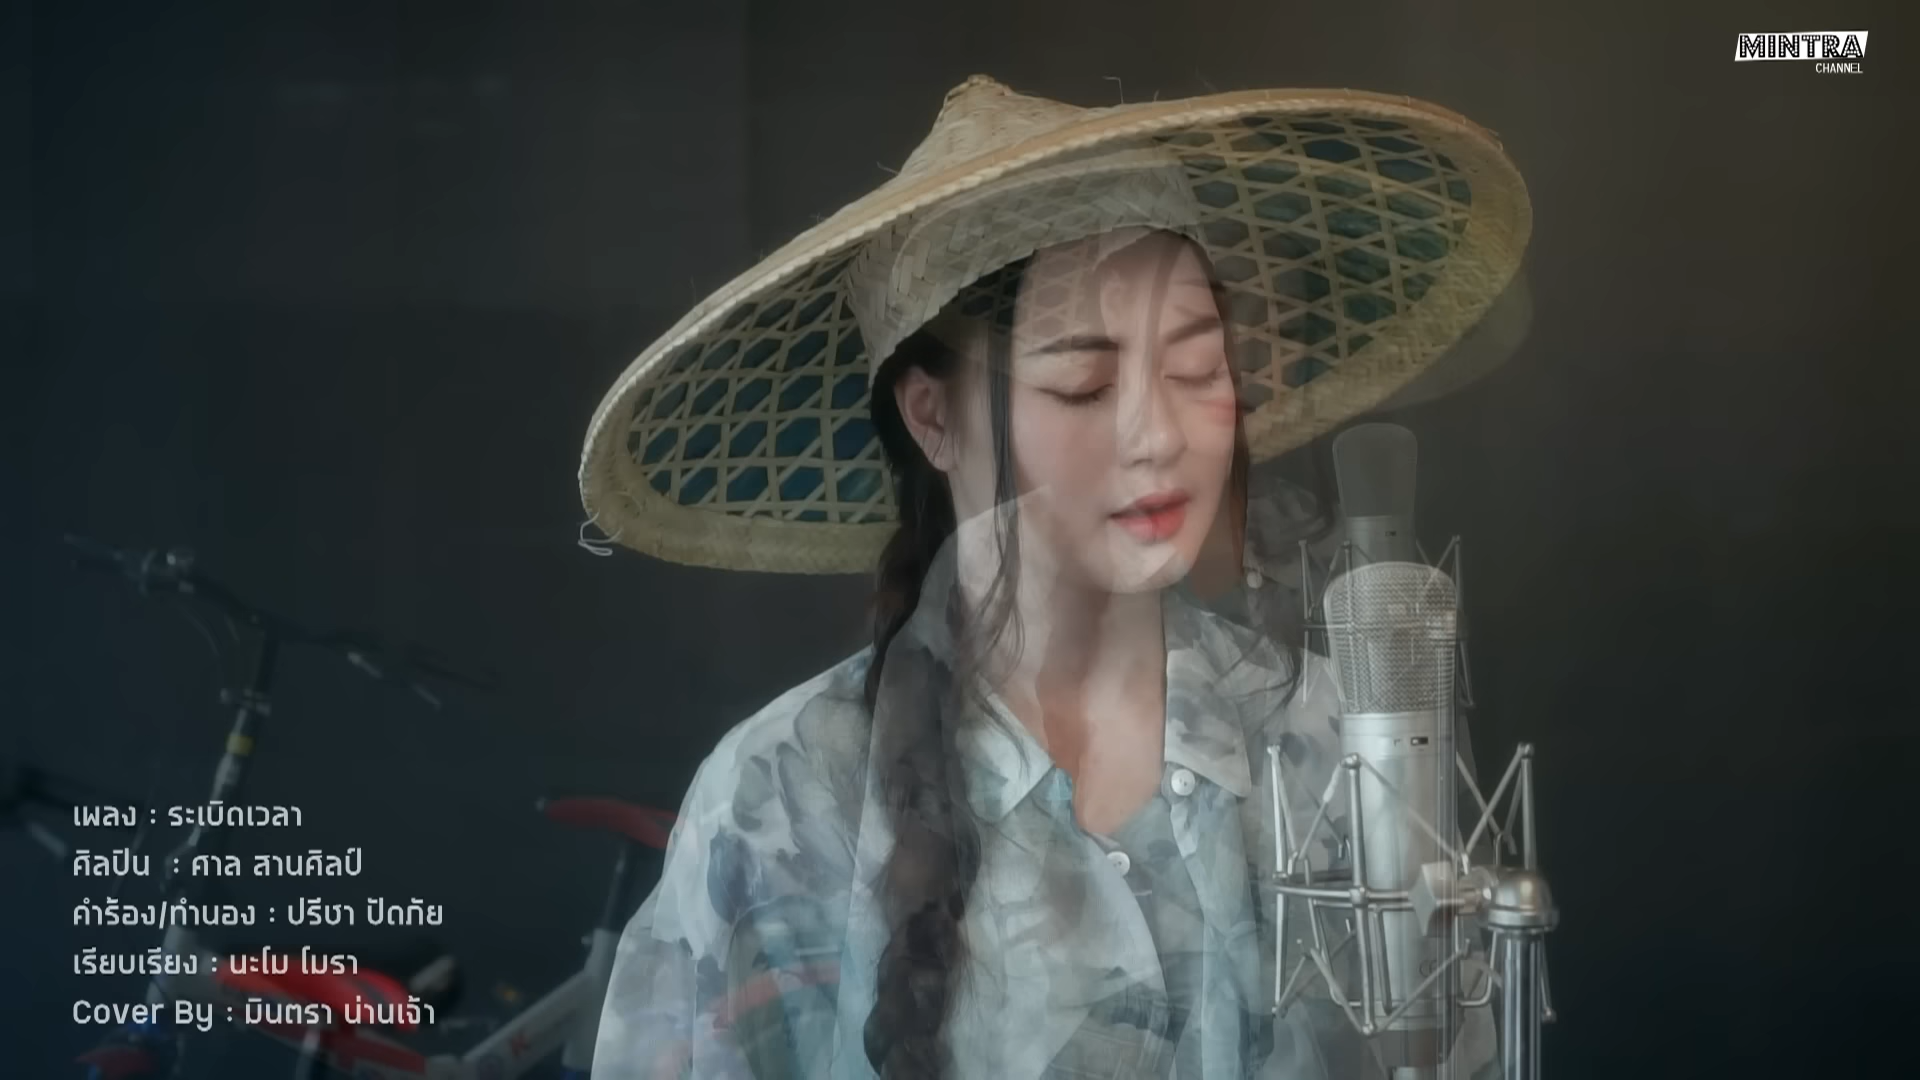 MINTRA
CHANNEL
เพลง : ระเบิดเวลา
ศิลปิน : ศาล สานศิลป์
คำร้อง/ทำนอง : ปรีชา ปัดภัย
เรียบเรียง : นะโม โมรา
Cover By : มินตรา น่านเจ้า